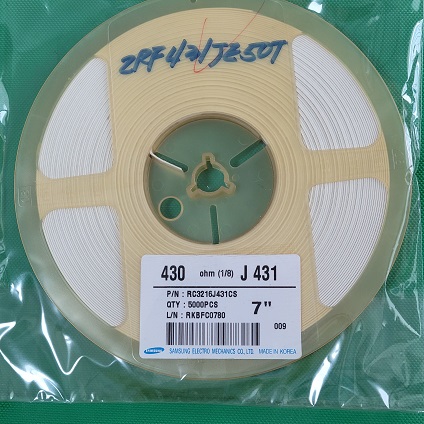 2RF431JE50T
430 ohm (1/8) J 431
P/N : RC3216J431CS
QTY : 5000PCS 7"
L/N : RKBFC0780
009
SAMSUNG
SAMSUNG ELECTRO MECHANICS CO.,LTD. MADE IN KOREA